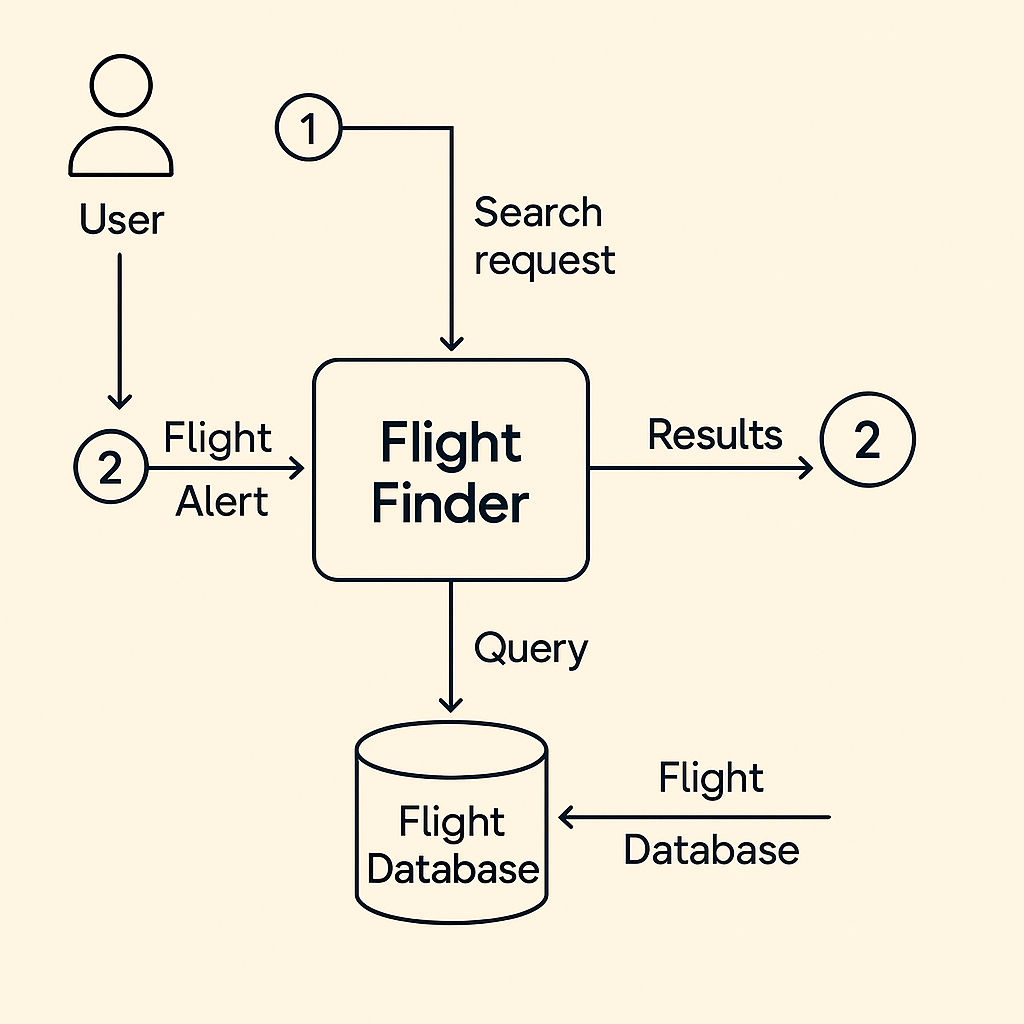 User
1
Search
request
2
Flight
Alert
Flight
Finder
Results
2
Query
Flight
Database
Flight
Database